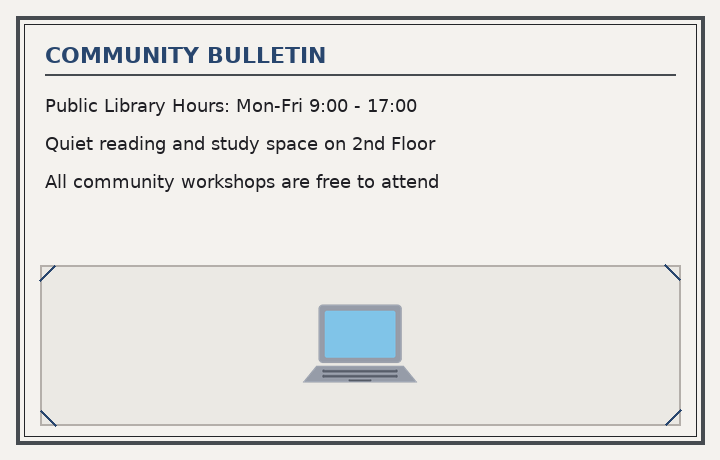 COMMUNITY BULLETIN
Public Library Hours: Mon-Fri 9:00 - 17:00
Quiet reading and study space on 2nd Floor
All community workshops are free to attend